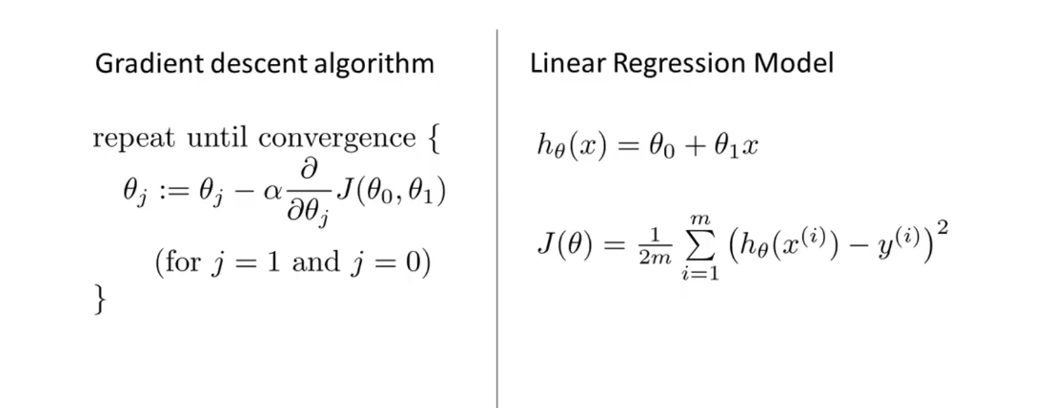 Gradient descent algorithm
repeat until convergence {
θ_j := θ_j − α ∂/∂θ_j J(θ_0, θ_1)
(for j = 1 and j = 0)
}
Linear Regression Model
h_θ(x) = θ_0 + θ_1x
J(θ) = 1/2m ∑_{i=1}^{m} (h_θ(x^{(i)}) − y^{(i)})^2